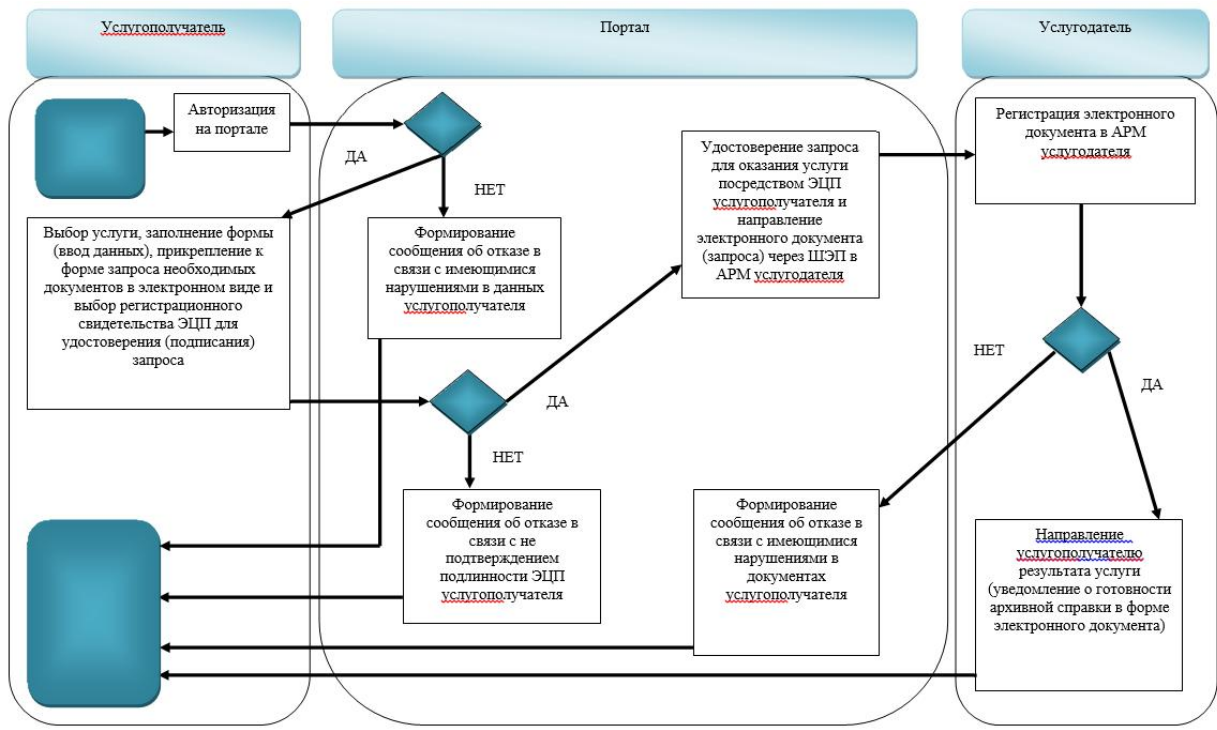 Услугополучатель
Портал
Услугодатель
Авторизация
на портале
ДА
НЕТ
Выбор услуги, заполнение формы
(ввод данных), прикрепление к
форме запроса необходимых
документов в электронном виде и
выбор регистрационного
свидетельства ЭЦП для
удостоверения (подписания)
запроса
Формирование
сообщения об отказе в
связи с имеющимися
нарушениями в данных
услугополучателя
Удостоверение запроса
для оказания услуги
посредством ЭЦП
услугополучателя и
направление
электронного документа
(запроса) через ШЭП в
АРМ услугодателя
Регистрация электронного
документа в АРМ
услугодателя
ДА
НЕТ
НЕТ
ДА
Формирование
сообщения об отказе в
связи с не
подтверждением
подлинности ЭЦП
услугополучателя
Формирование
сообщения об отказе в
связи с имеющимися
нарушениями в
документах
услугополучателя
Направление
услугополучателю
результата услуги
(уведомление о готовности
архивной справки в форме
электронного документа)